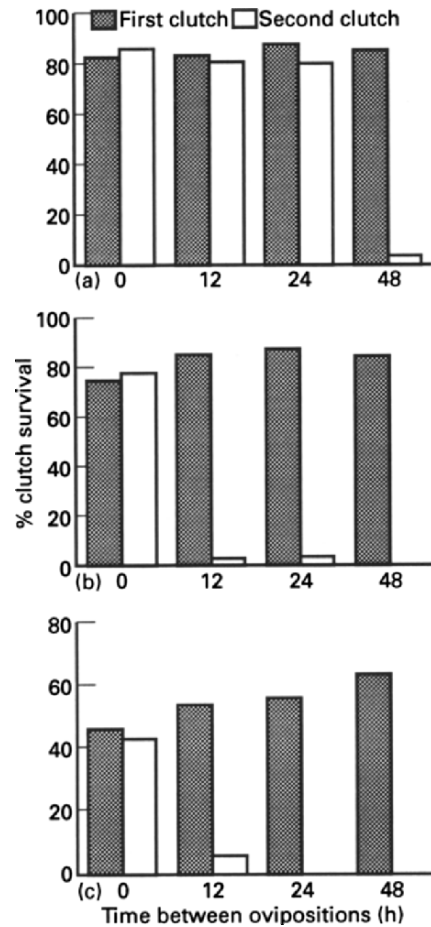 100
First clutch
Second clutch
80
60
40
20
0
(a) 0 12 24 48
100
80
60
40
20
0
(b) 0 12 24 48
% clutch survival
80
60
40
20
0
(c) 0 12 24 48
Time between ovipositions (h)